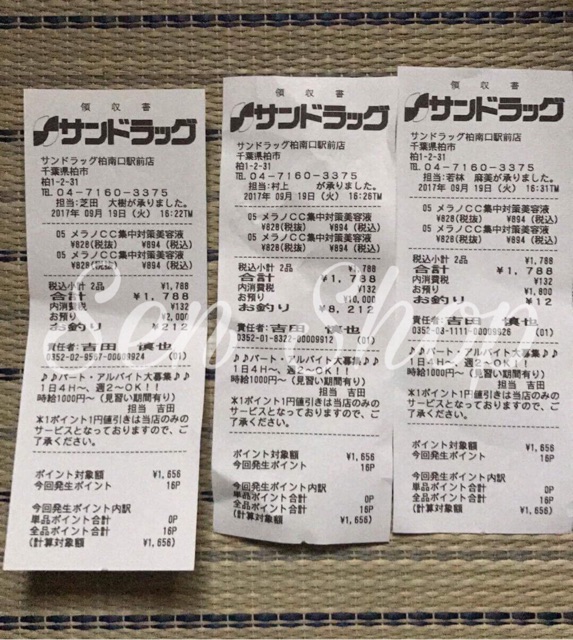 領収書
サンドラッグ
サンドラッグ柏南口駅前店
千葉県柏市
柏1-2-31
TEL 04-7160-3375
担当:芝田 大樹が承りました。
2017年 09月 19日(火) 16:22TM
05 メラノCC集中対策美容液
¥828(税抜) ¥894(税込)
05 メラノCC集中対策美容液
¥828(税抜) ¥894(税込)
税込小計 2品 ¥1,788
合計 ¥1,788
内消費税 ¥132
お預り ¥2,000
お釣り ¥212
責任者:吉田 慎也
0352-02-9567-00009924 (01)
♪♪パート・アルバイト大募集♪♪
1日4H~、週2~OK!!
時給1000円~(見習い期間有り)
担当 吉田
*1ポイント1円値引きは当店のみの
サービスとなっておりますので、ご
了承ください。
ポイント対象額 ¥1,656
今回発生ポイント 16P
今回発生ポイント内訳
単品ポイント合計 0P
全品ポイント合計 16P
(計算対象額 ¥1,656)
領収書
サンドラッグ
サンドラッグ柏南口駅前店
千葉県柏市
柏1-2-31
TEL 04-7160-3375
担当:村上 が承りました。
2017年 09月 19日(火) 16:26TM
05 メラノCC集中対策美容液
¥828(税抜) ¥894(税込)
05 メラノCC集中対策美容液
¥828(税抜) ¥894(税込)
税込小計 2品 ¥1,788
合計 ¥1,788
内消費税 ¥132
お預り ¥10,000
お釣り ¥8,212
責任者:吉田 慎也
0352-01-8322-00009912 (01)
♪♪パート・アルバイト大募集♪♪
1日4H~、週2~OK!!
時給1000円~(見習い期間有り)
担当 吉田
*1ポイント1円値引きは当店のみの
サービスとなっておりますので、ご
了承ください。
ポイント対象額 ¥1,656
今回発生ポイント 16P
今回発生ポイント内訳
単品ポイント合計 0P
全品ポイント合計 16P
(計算対象額 ¥1,656)
領収書
サンドラッグ
サンドラッグ柏南口駅前店
千葉県柏市
柏1-2-31
TEL 04-7160-3375
担当:若林 麻美が承りました。
2017年 09月 19日(火) 16:31TM
05 メラノCC集中対策美容液
¥828(税抜) ¥894(税込)
05 メラノCC集中対策美容液
¥828(税抜) ¥894(税込)
税込小計 2品 ¥1,788
合計 ¥1,788
内消費税 ¥132
お預り ¥1,800
お釣り ¥12
責任者:吉田 慎也
0352-03-1111-00009826 (01)
♪♪パート・アルバイト大募集♪♪
1日4H~、週2~OK!!
時給1000円~(見習い期間有り)
担当 吉田
*1ポイント1円値引きは当店のみの
サービスとなっておりますので、ご
了承ください。
ポイント対象額 ¥1,656
今回発生ポイント 16P
今回発生ポイント内訳
単品ポイント合計 0P
全品ポイント合計 16P
(計算対象額 ¥1,656)
Sen Shop